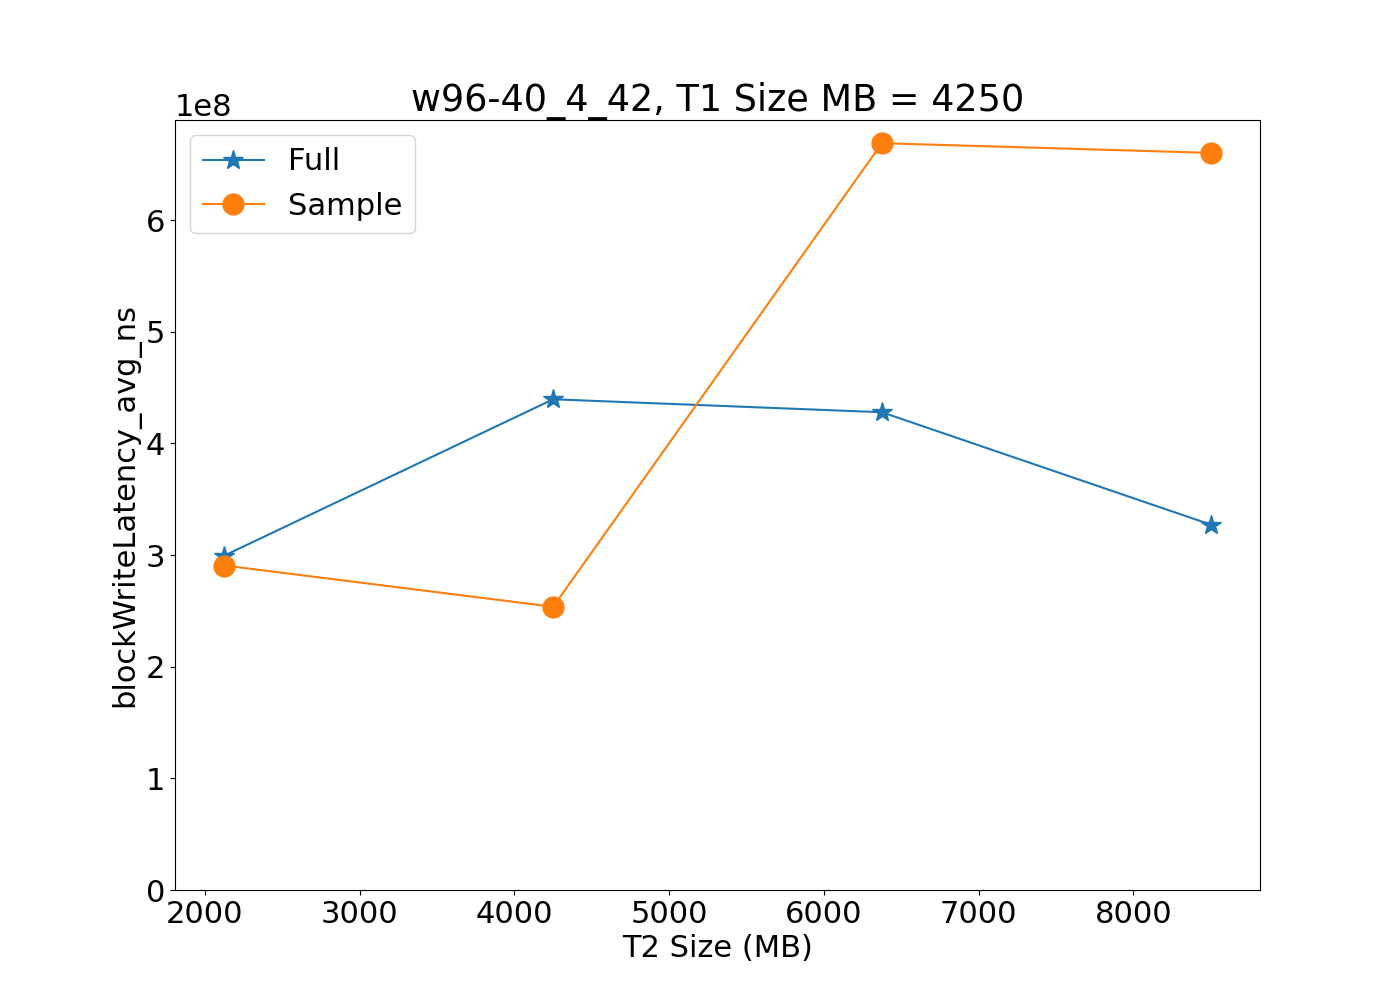 w96-40_4_42, T1 Size MB = 4250
1e8
Full
Sample
6
5
4
3
2
1
0
blockWriteLatency_avg_ns
2000 3000 4000 5000 6000 7000 8000
T2 Size (MB)